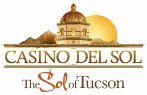 CASINO DEL SOL
The Sol of Tucson